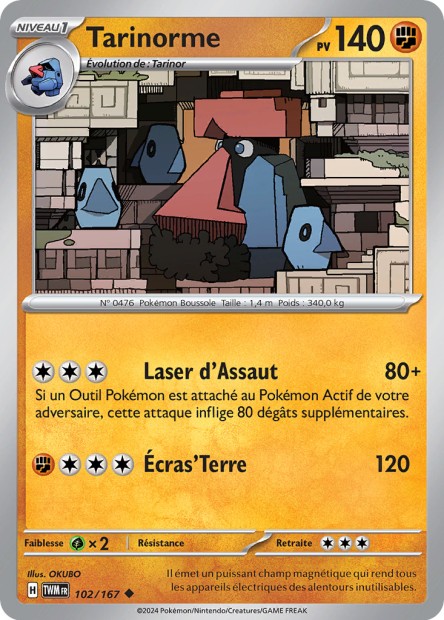 NIVEAU 1
Tarinorme
PV 140
Évolution de : Tarinor
N° 0476 Pokémon Boussole Taille : 1,4 m Poids : 340,0 kg
Laser d'Assaut 80+
Si un Outil Pokémon est attaché au Pokémon Actif de votre
adversaire, cette attaque inflige 80 dégâts supplémentaires.
Écras'Terre 120
Faiblesse ×2 Résistance Retraite
Illus. OKUBO
H TWM FR 102/167
Il émet un puissant champ magnétique qui rend tous
les appareils électriques des alentours inutilisables.
©2024 Pokémon/Nintendo/Creatures/GAME FREAK